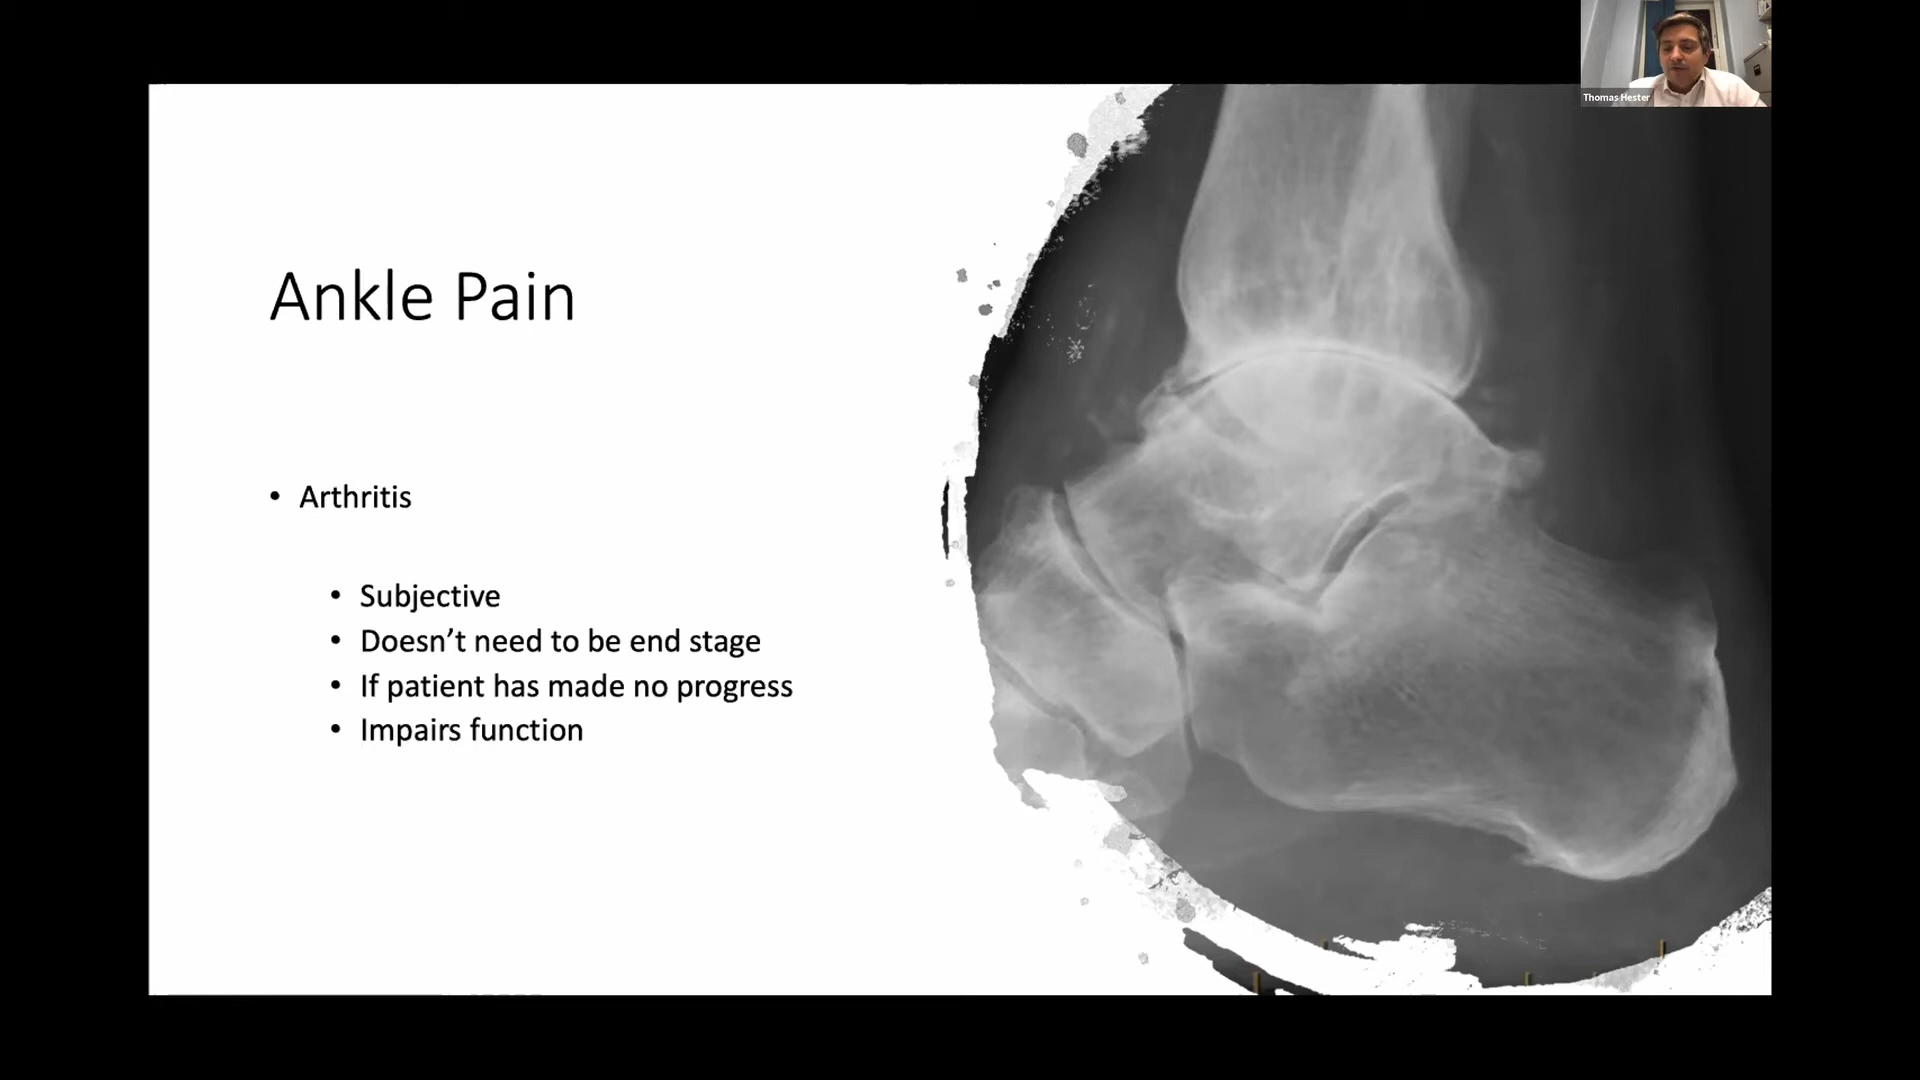 Thomas Hester
Ankle Pain
• Arthritis
• Subjective
• Doesn’t need to be end stage
• If patient has made no progress
• Impairs function